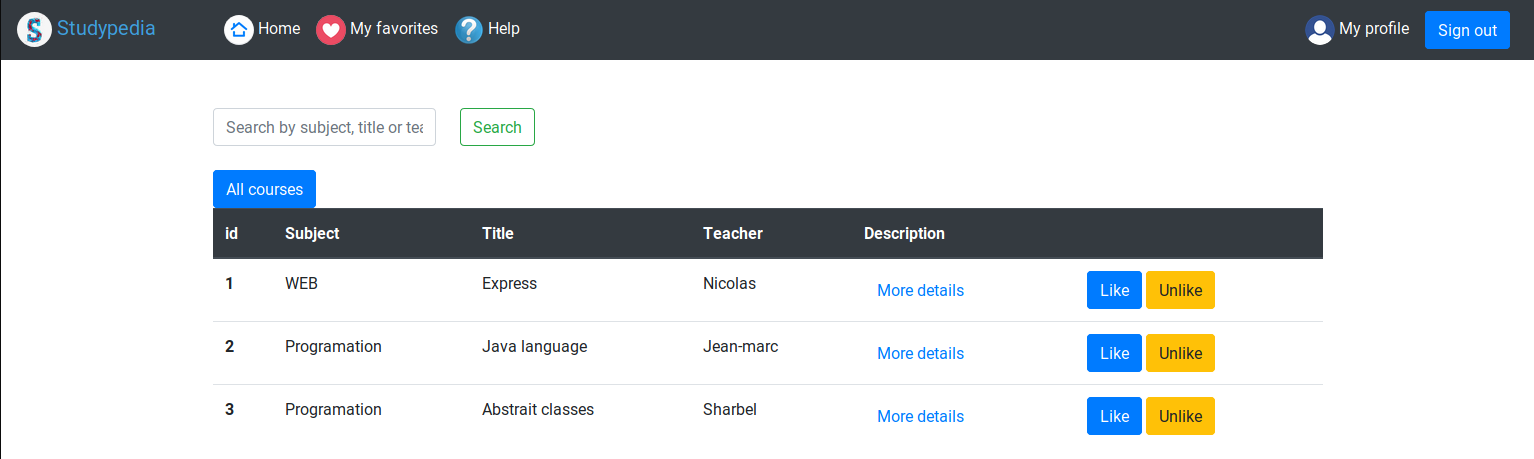 S Studypedia Home My favorites ? Help My profile Sign out
Search by subject, title or tea Search
All courses
id Subject Title Teacher Description
1 WEB Express Nicolas More details Like Unlike
2 Programation Java language Jean-marc More details Like Unlike
3 Programation Abstrait classes Sharbel More details Like Unlike